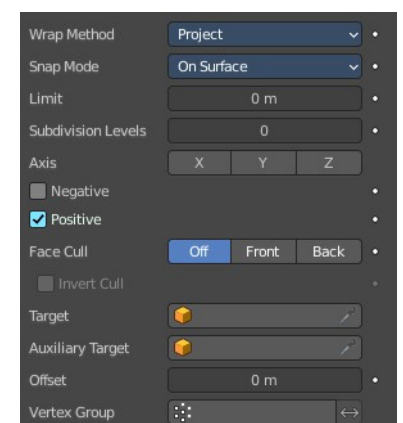 Wrap Method Project
Snap Mode On Surface
Limit 0 m
Subdivision Levels 0
Axis X Y Z
Negative
Positive
Face Cull Off Front Back
Invert Cull
Target
Auxiliary Target
Offset 0 m
Vertex Group